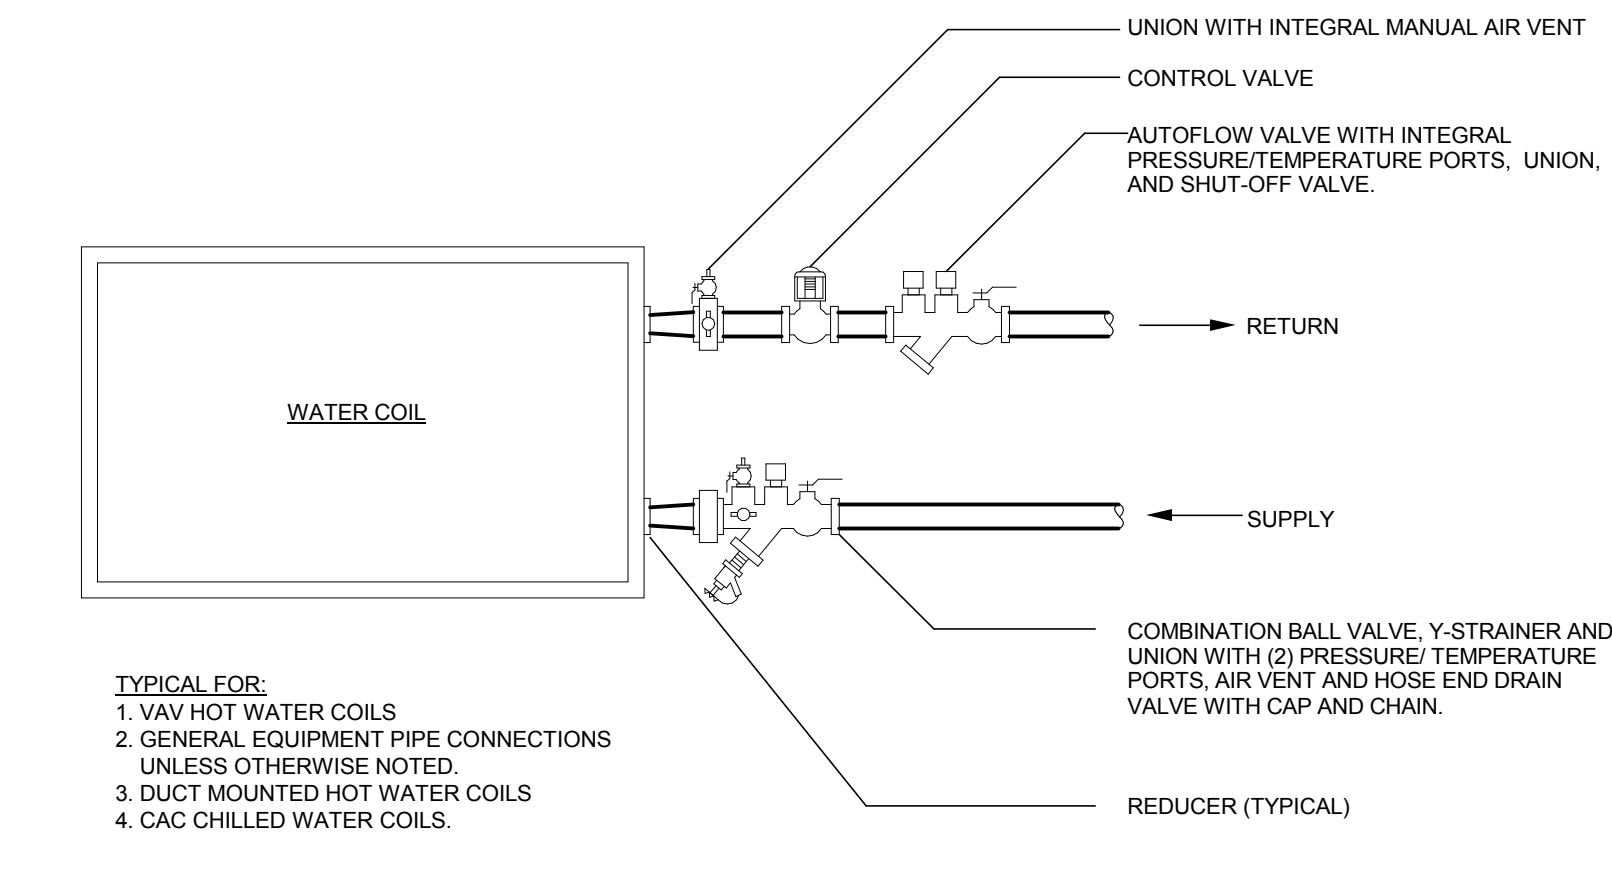 UNION WITH INTEGRAL MANUAL AIR VENT
CONTROL VALVE
AUTOFLOW VALVE WITH INTEGRAL
PRESSURE/TEMPERATURE PORTS, UNION,
AND SHUT-OFF VALVE.
RETURN
WATER COIL
SUPPLY
COMBINATION BALL VALVE, Y-STRAINER AND
UNION WITH (2) PRESSURE/ TEMPERATURE
PORTS, AIR VENT AND HOSE END DRAIN
VALVE WITH CAP AND CHAIN.
REDUCER (TYPICAL)
TYPICAL FOR:
1. VAV HOT WATER COILS
2. GENERAL EQUIPMENT PIPE CONNECTIONS
UNLESS OTHERWISE NOTED.
3. DUCT MOUNTED HOT WATER COILS
4. CAC CHILLED WATER COILS.